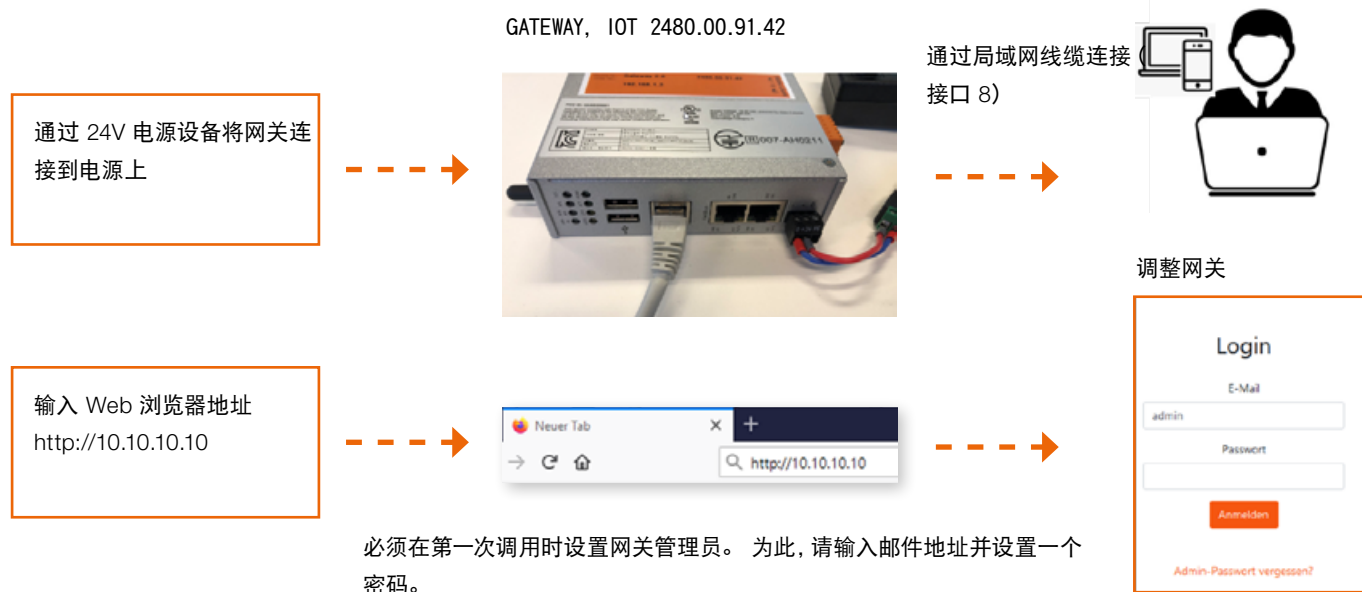 GATEWAY, IOT 2480.00.91.42
通过局域网线缆连接（
接口 8）
通过 24V 电源设备将网关连
接到电源上
007-AH0211
调整网关
输入 Web 浏览器地址
http://10.10.10.10
Neuer Tab
http://10.10.10.10
Login
E-Mail
admin
Passwort
Anmelden
Admin-Passwort vergessen?
必须在第一次调用时设置网关管理员。 为此，请输入邮件地址并设置一个
密码。